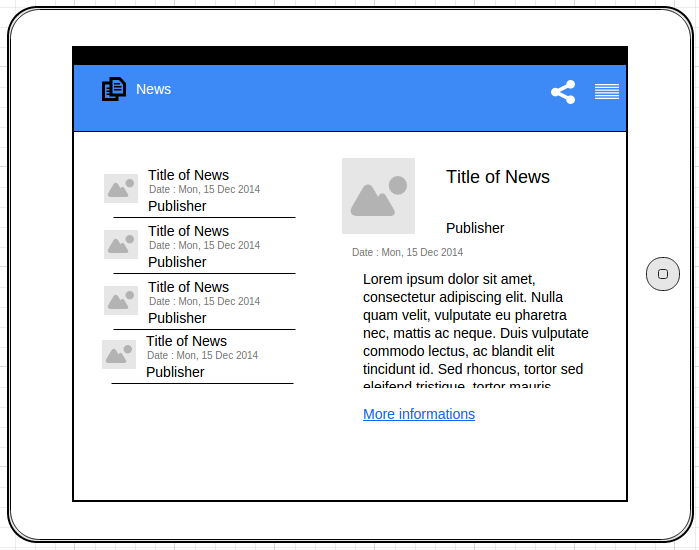 News
Title of News
Date : Mon, 15 Dec 2014
Publisher
Title of News
Date : Mon, 15 Dec 2014
Publisher
Title of News
Date : Mon, 15 Dec 2014
Publisher
Title of News
Date : Mon, 15 Dec 2014
Publisher
Title of News
Publisher
Date : Mon, 15 Dec 2014
Lorem ipsum dolor sit amet,
consectetur adipiscing elit. Nulla
quam velit, vulputate eu pharetra
nec, mattis ac neque. Duis vulputate
commodo lectus, ac blandit elit
tincidunt id. Sed rhoncus, tortor sed
eleifend tristique, tortor mauris
More informations